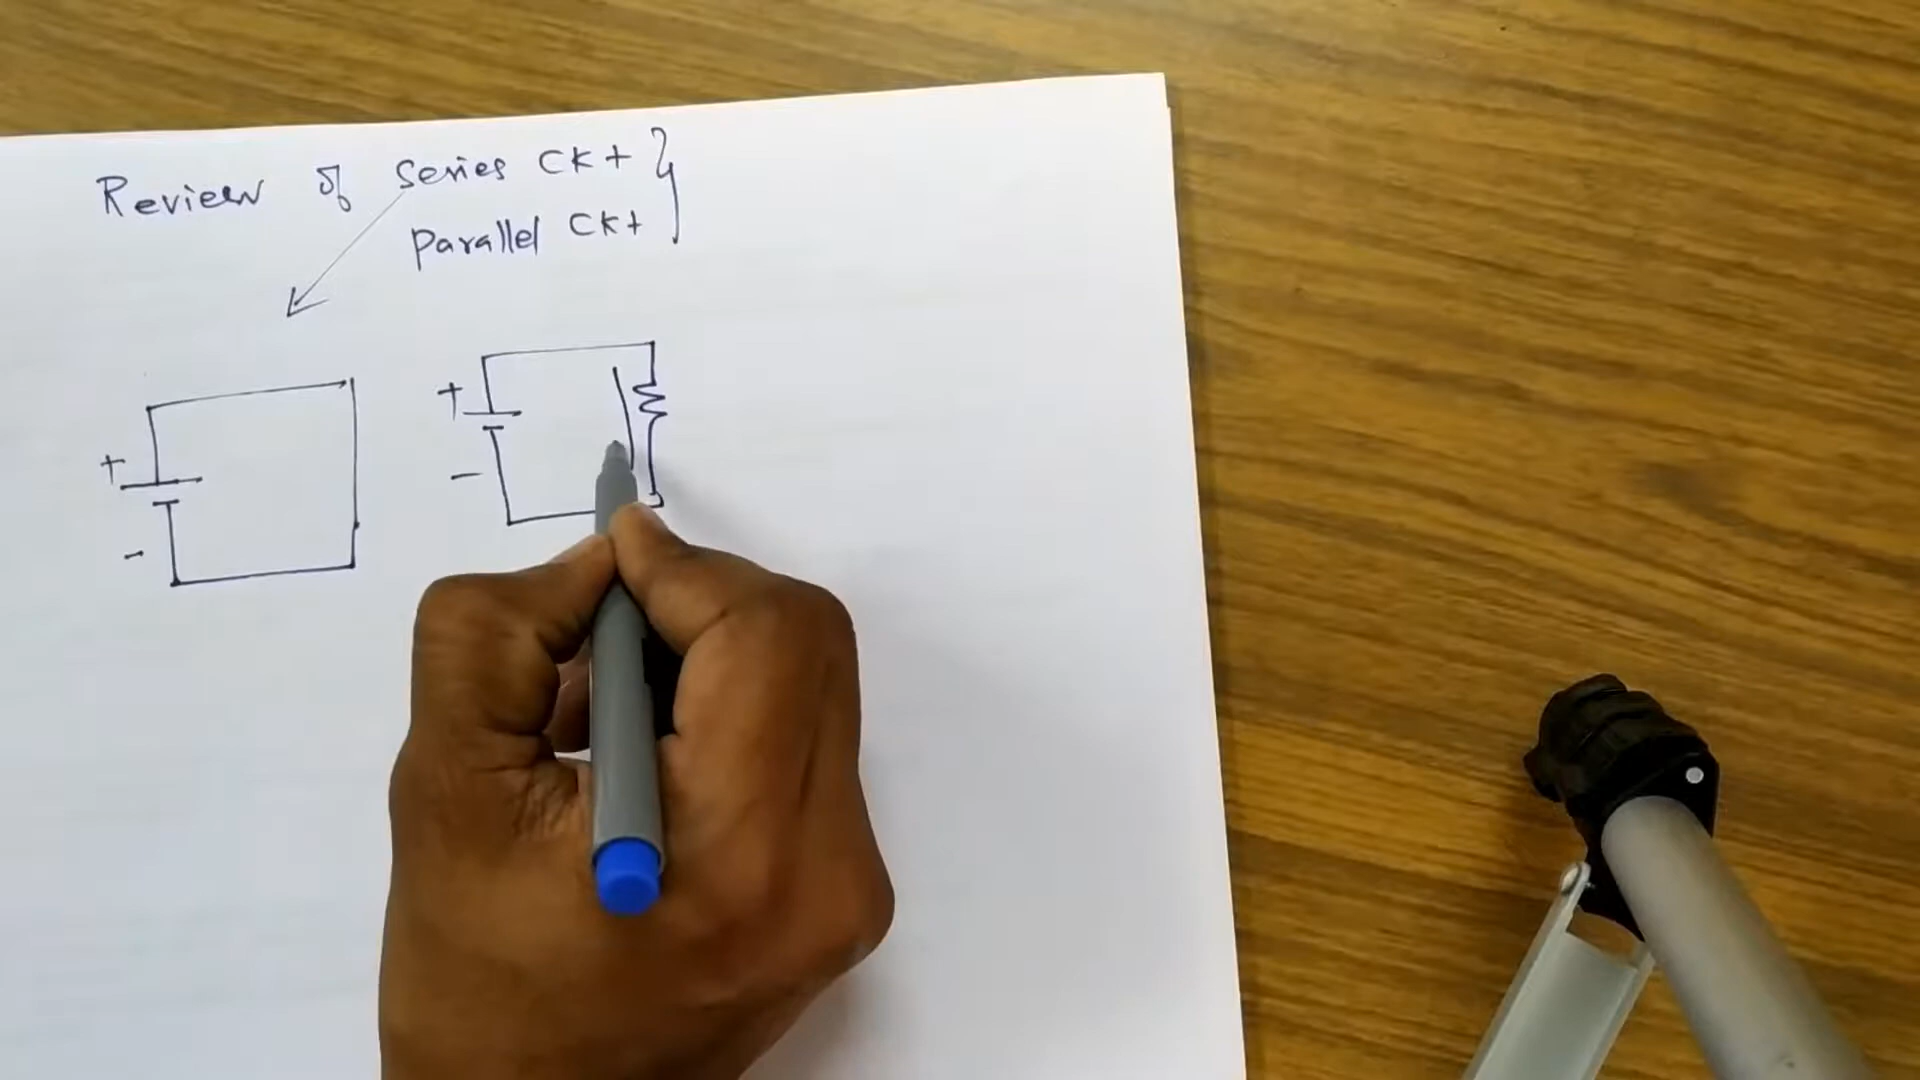 Review of Series CKt
Parallel CKt
+
-
+
-